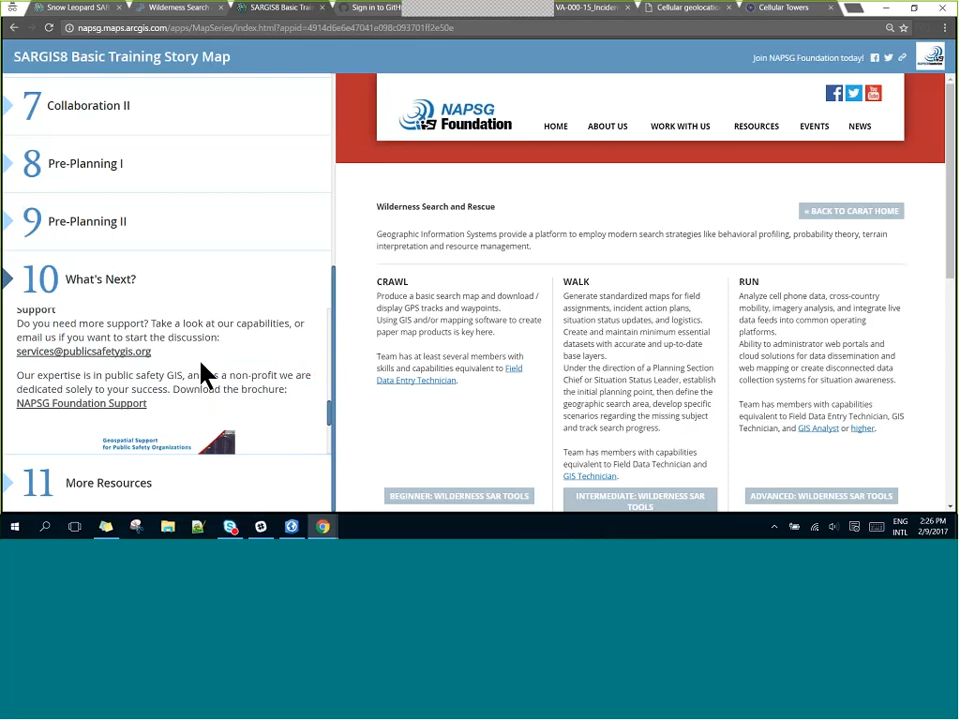 Snow Leopard SAR
Wilderness Search
SARGIS8 Basic Trai
Sign in to GitH
VA-000-15_Inciden
Cellular geolocatio
Cellular Towers
napsg.maps.arcgis.com/apps/MapSeries/index.html?appid=4914d6e6e47041e098c093701ff2e50e
SARGIS8 Basic Training Story Map
Join NAPSG Foundation today!
7 Collaboration II
8 Pre-Planning I
9 Pre-Planning II
10 What's Next?
Support
Do you need more support? Take a look at our capabilities, or
email us if you want to start the discussion:
services@publicsafetygis.org
Our expertise is in public safety GIS, an s a non-profit we are
dedicated solely to your success. Download the brochure:
NAPSG Foundation Support
Geospatial Support
for Public Safety Organizations
11 More Resources
NAPSG
Foundation
HOME ABOUT US WORK WITH US RESOURCES EVENTS NEWS
Wilderness Search and Rescue
« BACK TO CARAT HOME
Geographic Information Systems provide a platform to employ modern search strategies like behavioral profiling, probability theory, terrain
interpretation and resource management.
CRAWL
Produce a basic search map and download /
display GPS tracks and waypoints.
Using GIS and/or mapping software to create
paper map products is key here.
Team has at least several members with
skills and capabilities equivalent to Field
Data Entry Technician.
BEGINNER: WILDERNESS SAR TOOLS
WALK
Generate standardized maps for field
assignments, incident action plans,
situation status updates, and logistics.
Create and maintain minimum essential
datasets with accurate and up-to-date
base layers.
Under the direction of a Planning Section
Chief or Situation Status Leader, establish
the initial planning point, then define the
geographic search area, develop specific
scenarios regarding the missing subject
and track search progress.
Team has members with capabilities
equivalent to Field Data Technician and
GIS Technician.
INTERMEDIATE: WILDERNESS SAR
TOOLS
RUN
Analyze cell phone data, cross-country
mobility, imagery analysis, and integrate live
data feeds into common operating
platforms.
Ability to administrator web portals and
cloud solutions for data dissemination and
web mapping or create disconnected data
collection systems for situation awareness.
Team has members with capabilities
equivalent to Field Data Entry Technician, GIS
Technician, and GIS Analyst or higher.
ADVANCED: WILDERNESS SAR TOOLS
ENG
INTL
2:26 PM
2/9/2017